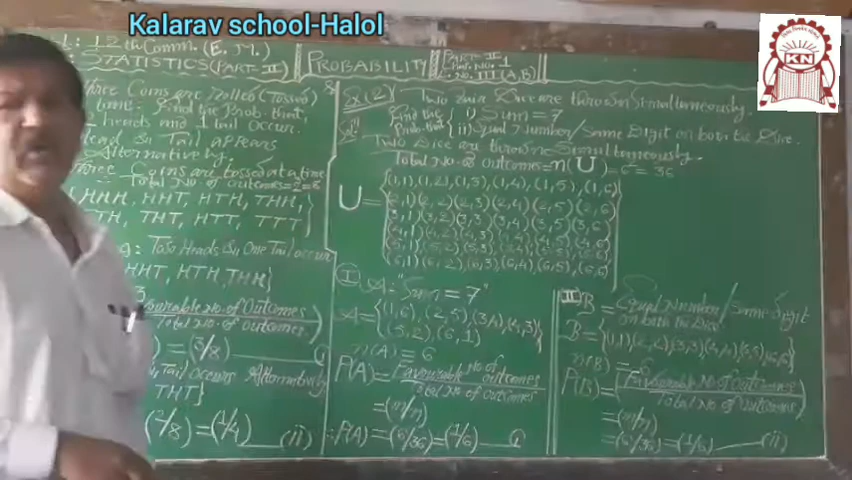 Kalarav school-Halol
KN
12th Comm. (E.M.)
STATISTICS (PART-II)
PROBABILITY
PART-II
CH. NO. 1
Three Coins are (Tossed)
time: Find the Prob. that,
heads and 1 tail occur.
Head & Tail appears
Alternatively.
Three Coins are tossed at a time
Total No. of outcomes=2³=8
HHH, HHT, HTH, THH,
TTH, THT, HTT, TTT
Two Heads & One Tail occur
HHT, HTH, THH}
Favourable No. of Outcomes
Total No. of outcomes
=(3/8)
Tail occurs Alternatively
THT}
(2/8)=(1/4) (ii)
Q(2) Two Fair Dice are thrown Simultaneously.
Find the Prob. that { i) Sum=7
ii) Equal Number/Same Digit on both the Dice.
Two Dice are thrown Simultaneously.
Total No. of outcomes=n(U)=6²=36
U={(1,1),(1,2),(1,3),(1,4),(1,5),(1,6)
(2,1)(2,2)(2,3),(2,4),(2,5),(2,6)
(3,1)(3,2)(3,3),(3,4),(3,5),(3,6)
(4,1)(4,2)(4,3),(4,4),(4,5),(4,6)
(5,1)(5,2)(5,3),(5,4),(5,5),(5,6)
(6,1)(6,2),(6,3),(6,4),(6,5),(6,6)}
I A="Sum=7"
A={(1,6),(2,5),(3,4),(4,3)
(5,2),(6,1)}
n(A)=6
P(A)=Favourable No. of outcomes
Total No. of outcomes
=(m/n)
∴P(A)=(6/36)=(1/6) (i)
II B=Equal Number/Same digit
on both the Dice
B={(1,1)(2,2)(3,3)(4,4)(5,5)(6,6)}
n(B)=6
P(B)=(Favourable No. of Outcomes
Total No. of Outcomes)
=(m/n)
=(6/36)=(1/6) (ii)